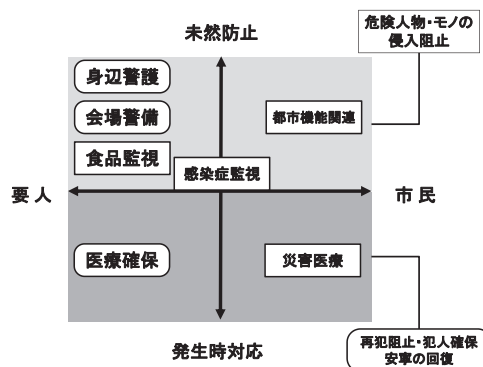 未然防止
危険人物・モノの
侵入阻止
身辺警護
会場警備
都市機能関連
食品監視
感染症監視
要人
市民
医療確保
災害医療
発生時対応
再犯阻止・犯人確保
安寧の回復